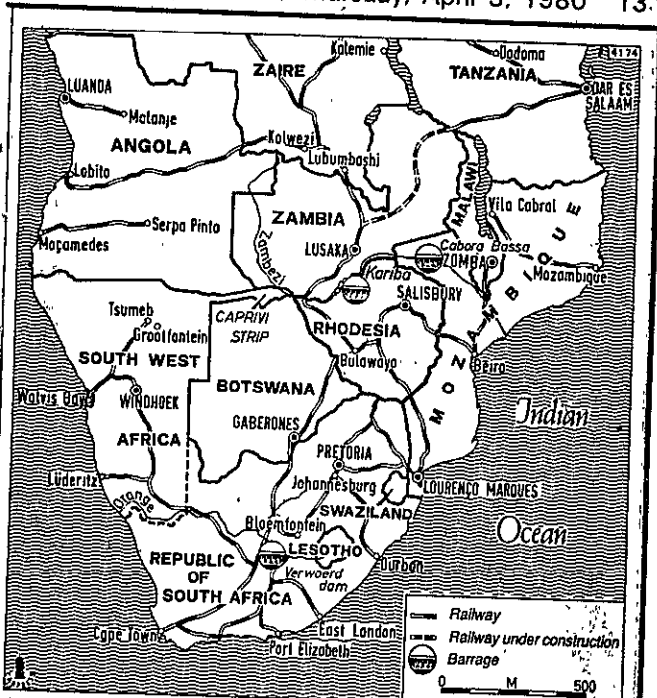 April 3, 1980 13.
Kolemie
Dodoma
4174
ZAIRE
TANZANIA
LUANDA
DAR ES
SALAAM
Malanje
ANGOLA
Kolwezi
Lubumbashi
Lobito
MALAWI
Vila Cabral
ZAMBIA
Serpa Pinto
Moçamedes
Zambezi
LUSAKA
Cabora Bassa
ZOMBA
Mozambique
Kariba
SALISBURY
CAPRIVI
STRIP
Tsumeb
Grootfontein
RHODESIA
MOZAMBIQUE
SOUTH WEST
AFRICA
Bulawayo
Beira
BOTSWANA
Walvis Bay
WINDHOEK
Indian
Ocean
GABERONES
PRETORIA
Johannesburg
LOURENÇO MARQUES
Lüderitz
SWAZILAND
Orange
Bloemfontein
LESOTHO
REPUBLIC
OF
SOUTH AFRICA
Verwoerd
dam
Durban
Cape Town
East London
Port Elizabeth
Railway
Railway under construction
Barrage
0 M 500